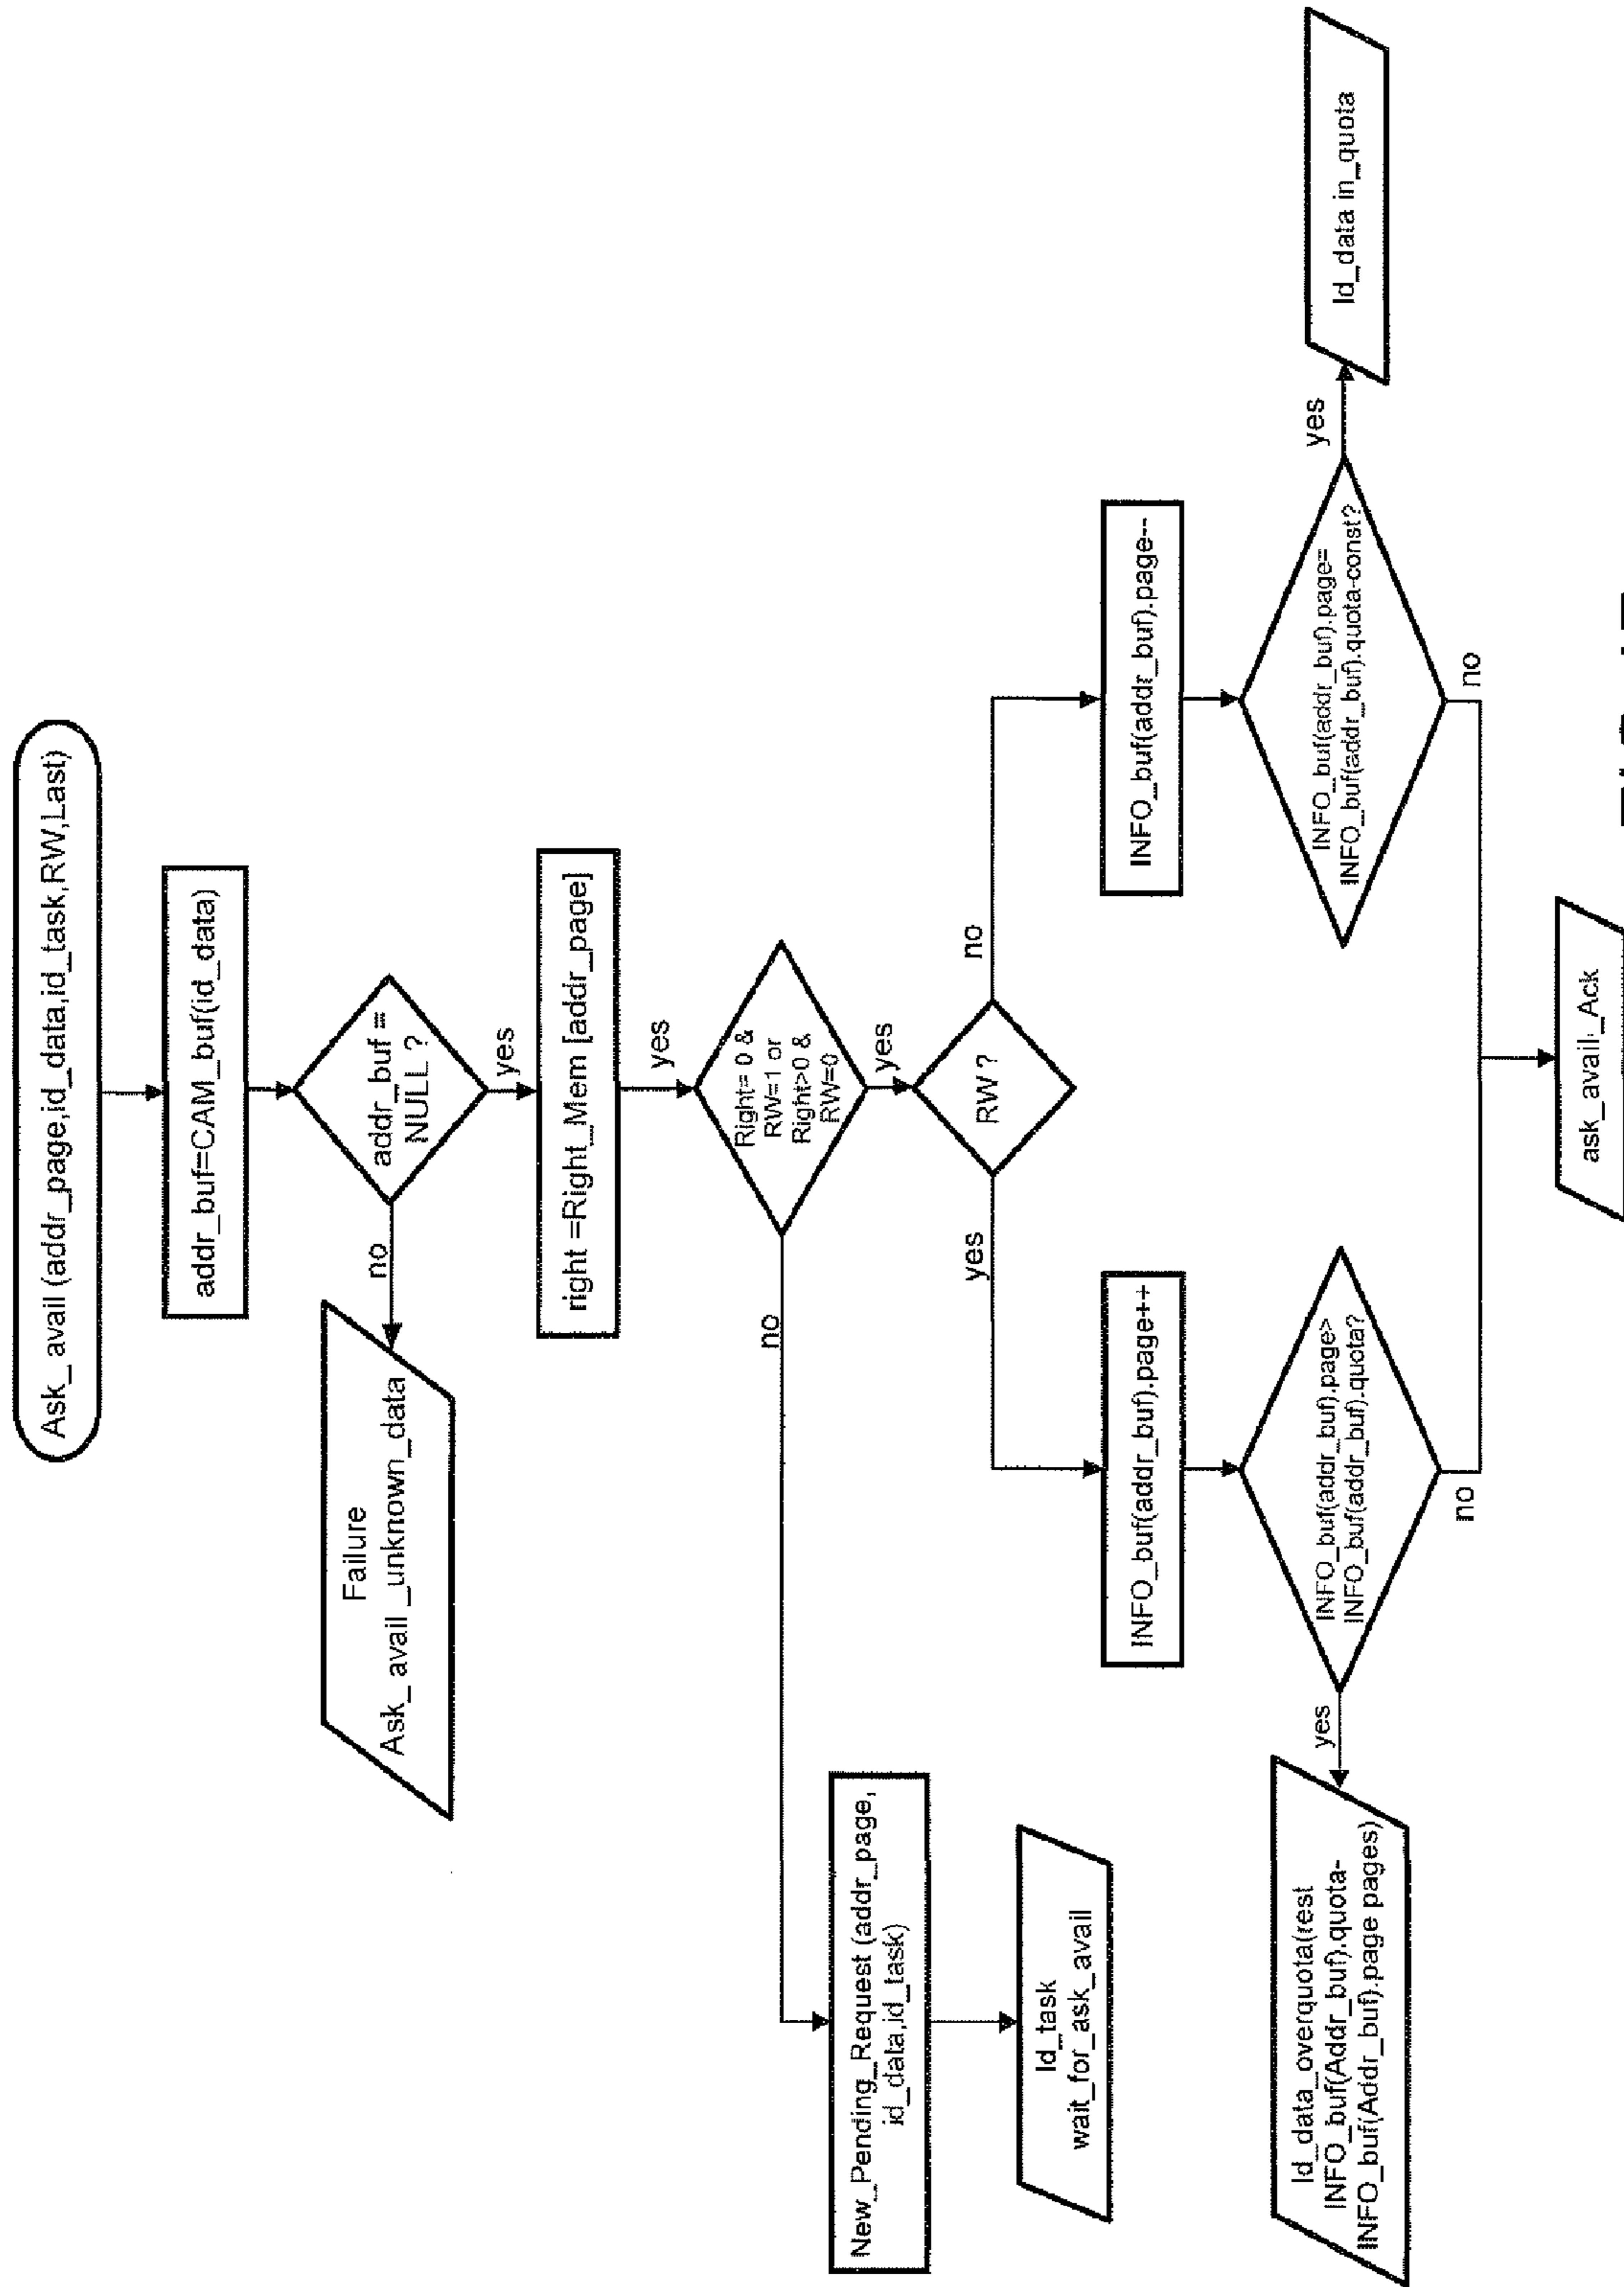 Ask_ avail (addr_page,id_data,id_task,RW,Last)
addr_buf=CAM_buf(id_data)
addr_buf =
NULL ?
no
yes
Failure
Ask_ avail _unknown_data
right =Right_Mem [addr_page]
yes
Right= 0 &
RW=1 or
Right>0 &
RW=0
no
yes
New_Pending_Request (addr_page,
id_data,id_task)
Id_task
wait_for_ask_avail
RW ?
yes
no
INFO_buf(addr_buf).page++
INFO_buf(addr_buf).page--
INFO_buf(addr_buf).page>
INFO_buf(addr_buf).quota?
yes
no
INFO_buf(addr_buf).page=
INFO_buf(addr_buf).quota-const?
yes
no
Id_data_overquota(rest
INFO_buf(Addr_buf).quota-
INFO_buf(Addr_buf).page pages)
Id_data in_quota
ask_avail_Ack